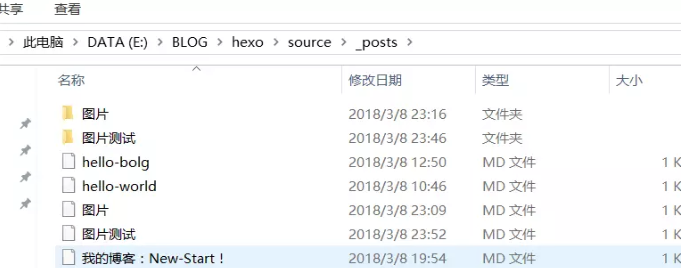 共享 查看
此电脑 > DATA (E:) > BLOG > hexo > source > _posts >
名称 修改日期 类型 大小
图片 2018/3/8 23:16 文件夹
图片测试 2018/3/8 23:46 文件夹
hello-bolg 2018/3/8 12:50 MD 文件 1 K
hello-world 2018/3/8 10:46 MD 文件 1 K
图片 2018/3/8 23:09 MD 文件 1 K
图片测试 2018/3/8 23:52 MD 文件 1 K
我的博客：New-Start！ 2018/3/8 19:54 MD 文件 1 K